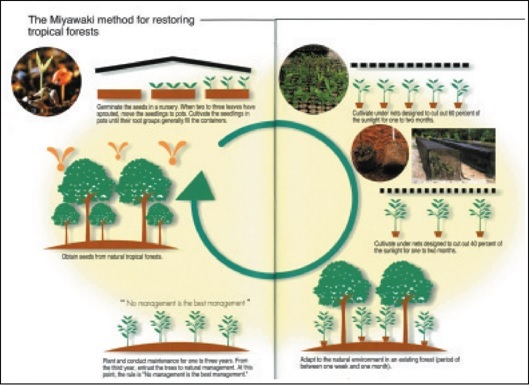 The Miyawaki method for restoring
tropical forests
Germinate the seeds in a nursery. When two to three leaves have
sprouted, move the seedlings to pots. Cultivate the seedlings in
pots until their root groups generally fill the containers.
Cultivate under nets designed to cut out 60 percent of
the sunlight for one to two months.
Cultivate under nets designed to cut out 40 percent of
the sunlight for one to two months.
Adapt to the natural environment in an existing forest (period of
between one week and one month).
"No management is the best management"
Plant and conduct maintenance for one to three years. From
the third year, entrust the trees to natural management. At this
point, the rule is "No management is the best management."
Obtain seeds from natural tropical forests.